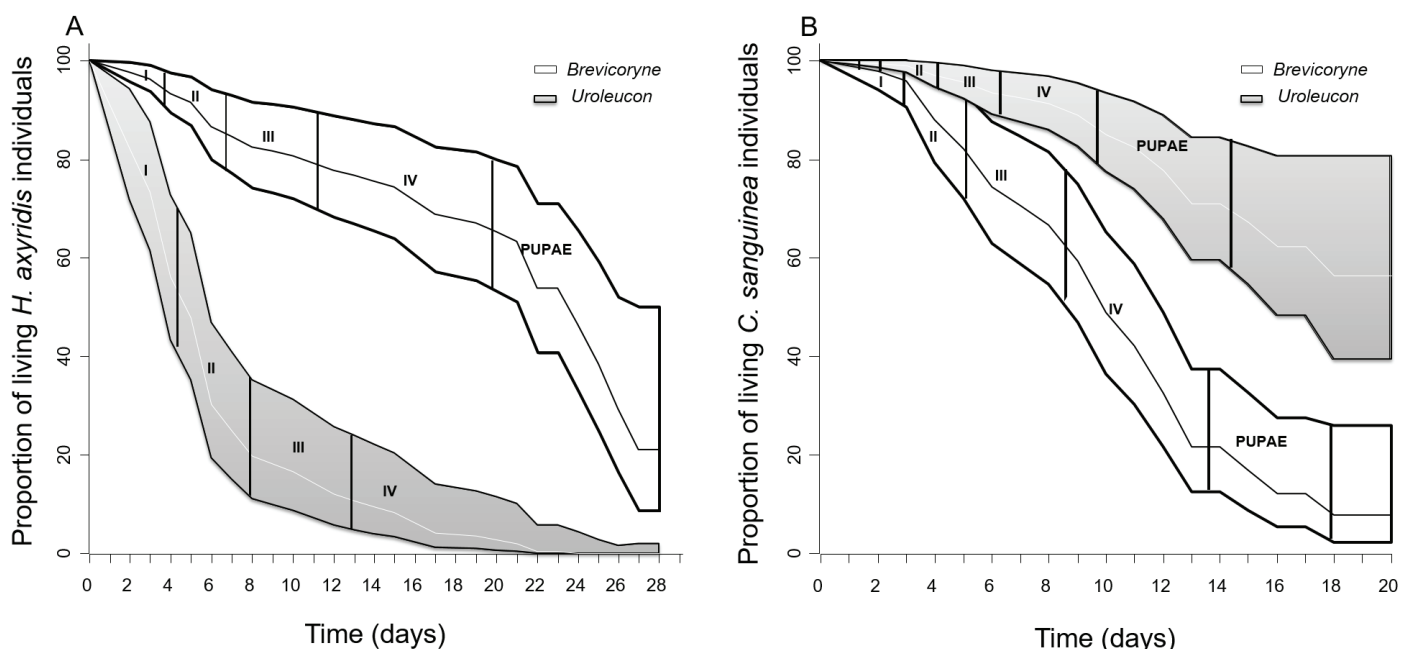 A
Proportion of living H. axyridis individuals
100
80
60
40
20
0
Brevicoryne
Uroleucon
I
II
III
IV
PUPAE
I
II
III
IV
0 2 4 6 8 10 12 14 16 18 20 22 24 26 28
Time (days)
B
Proportion of living C. sanguinea individuals
100
80
60
40
20
0
Brevicoryne
Uroleucon
I
II
III
IV
PUPAE
I
II
III
IV
PUPAE
0 2 4 6 8 10 12 14 16 18 20
Time (days)